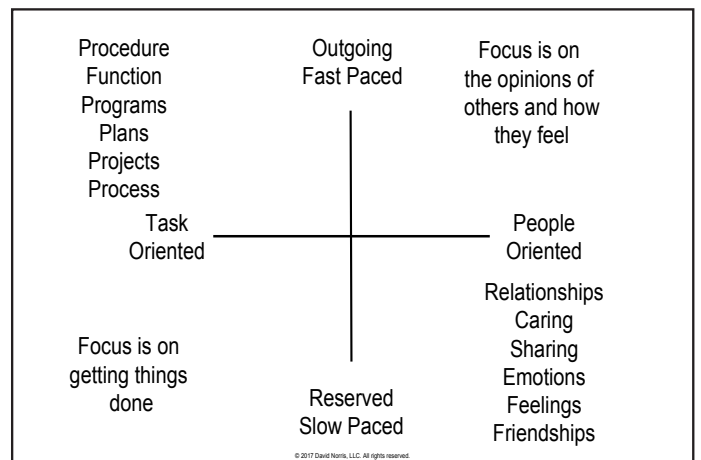 Procedure
Function
Programs
Plans
Projects
Process
Outgoing
Fast Paced
Focus is on
the opinions of
others and how
they feel
Task
Oriented
People
Oriented
Focus is on
getting things
done
Reserved
Slow Paced
Relationships
Caring
Sharing
Emotions
Feelings
Friendships
© 2017 David Norris, LLC. All rights reserved.